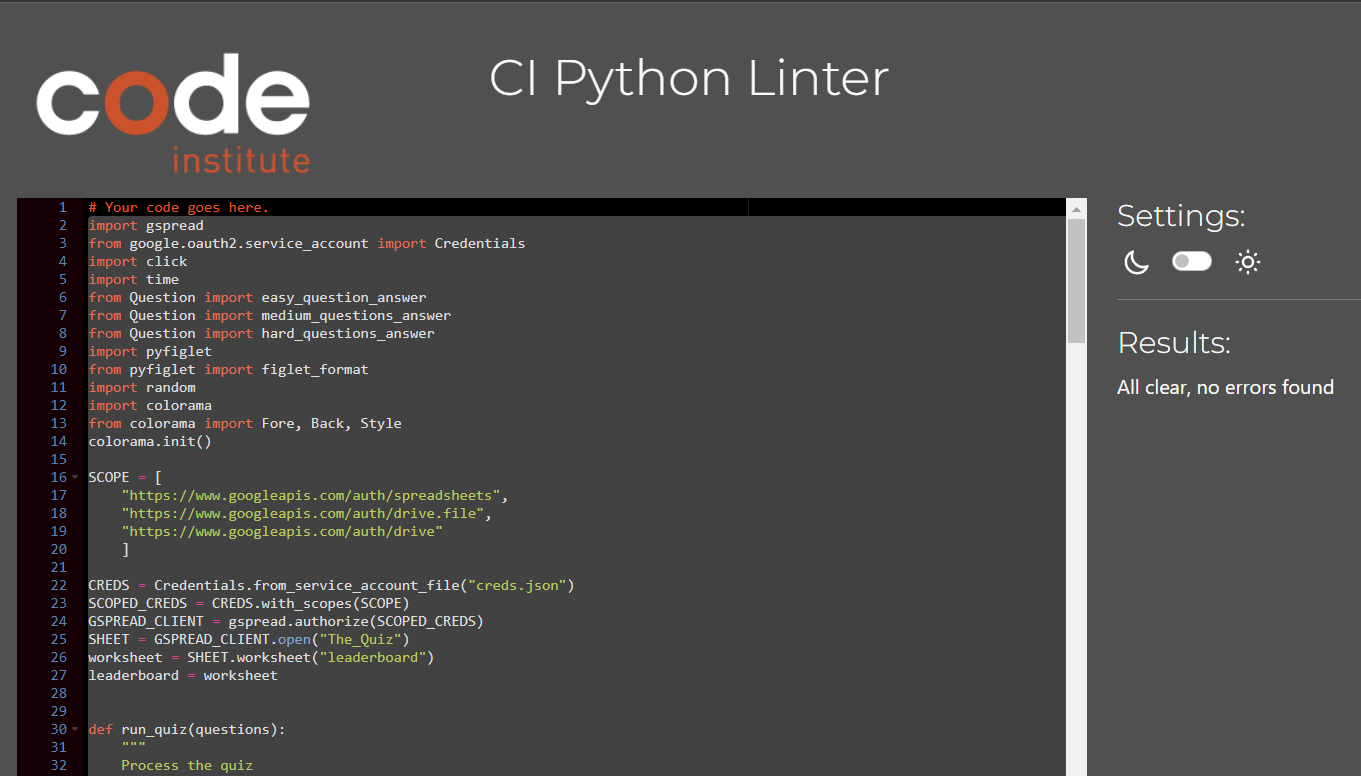 code
institute
CI Python Linter
1 # Your code goes here.
2 import gspread
3 from google.oauth2.service_account import Credentials
4 import click
5 import time
6 from Question import easy_question_answer
7 from Question import medium_questions_answer
8 from Question import hard_questions_answer
9 import pyfiglet
10 from pyfiglet import figlet_format
11 import random
12 import colorama
13 from colorama import Fore, Back, Style
14 colorama.init()
15
16 SCOPE = [
17     "https://www.googleapis.com/auth/spreadsheets",
18     "https://www.googleapis.com/auth/drive.file",
19     "https://www.googleapis.com/auth/drive"
20     ]
21
22 CREDS = Credentials.from_service_account_file("creds.json")
23 SCOPED_CREDS = CREDS.with_scopes(SCOPE)
24 GSPREAD_CLIENT = gspread.authorize(SCOPED_CREDS)
25 SHEET = GSPREAD_CLIENT.open("The_Quiz")
26 worksheet = SHEET.worksheet("leaderboard")
27 leaderboard = worksheet
28
29
30 def run_quiz(questions):
31     """
32     Process the quiz
Settings:
Results:
All clear, no errors found